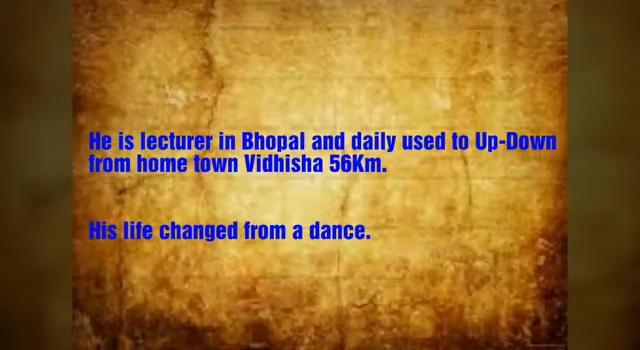 He is lecturer in Bhopal and daily used to Up-Down
from home town Vidhisha 56Km.
His life changed from a dance.